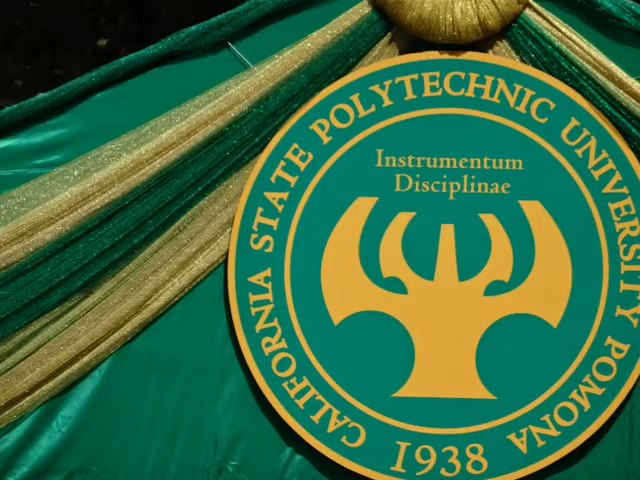 CALIFORNIA STATE POLYTECHNIC UNIVERSITY POMONA
Instrumentum
Disciplinae
1938